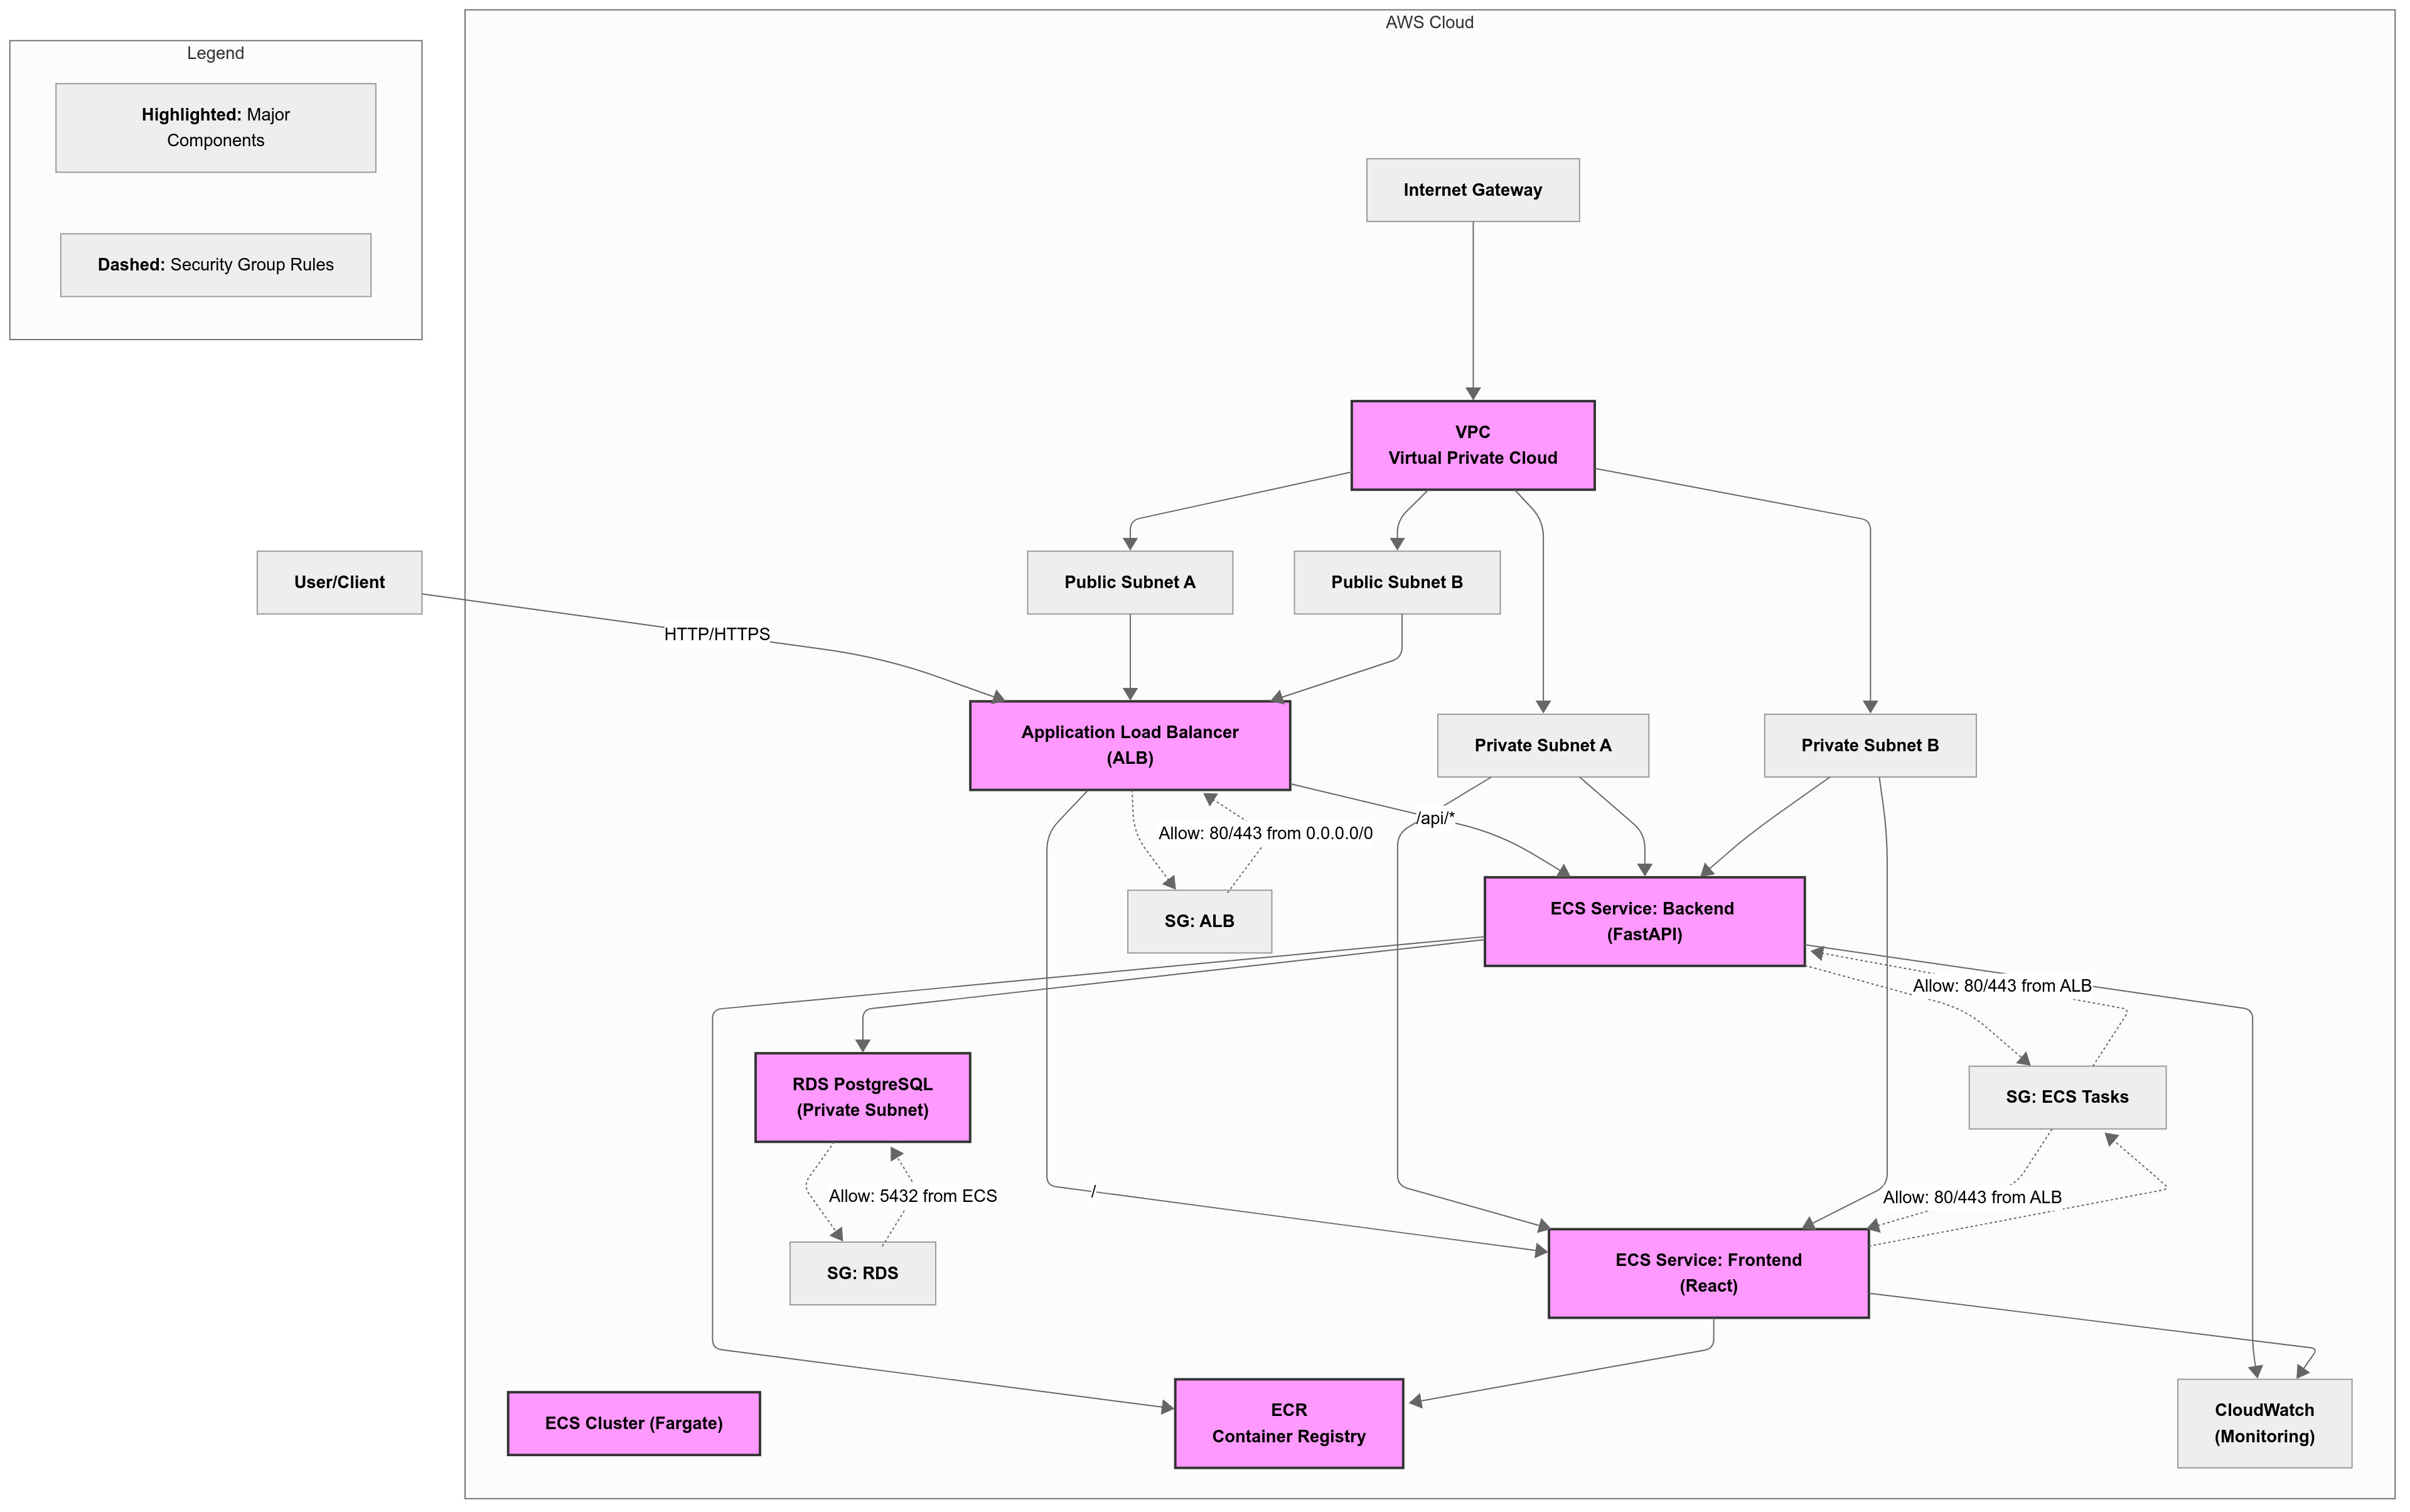 AWS Cloud
Legend
Highlighted: Major
Components
Dashed: Security Group Rules
Internet Gateway
VPC
Virtual Private Cloud
User/Client
Public Subnet A
Public Subnet B
HTTP/HTTPS
Application Load Balancer
(ALB)
Private Subnet A
Private Subnet B
/api/*
Allow: 80/443 from 0.0.0.0/0
SG: ALB
ECS Service: Backend
(FastAPI)
Allow: 80/443 from ALB
RDS PostgreSQL
(Private Subnet)
SG: ECS Tasks
/
Allow: 5432 from ECS
Allow: 80/443 from ALB
SG: RDS
ECS Service: Frontend
(React)
ECS Cluster (Fargate)
ECR
Container Registry
CloudWatch
(Monitoring)